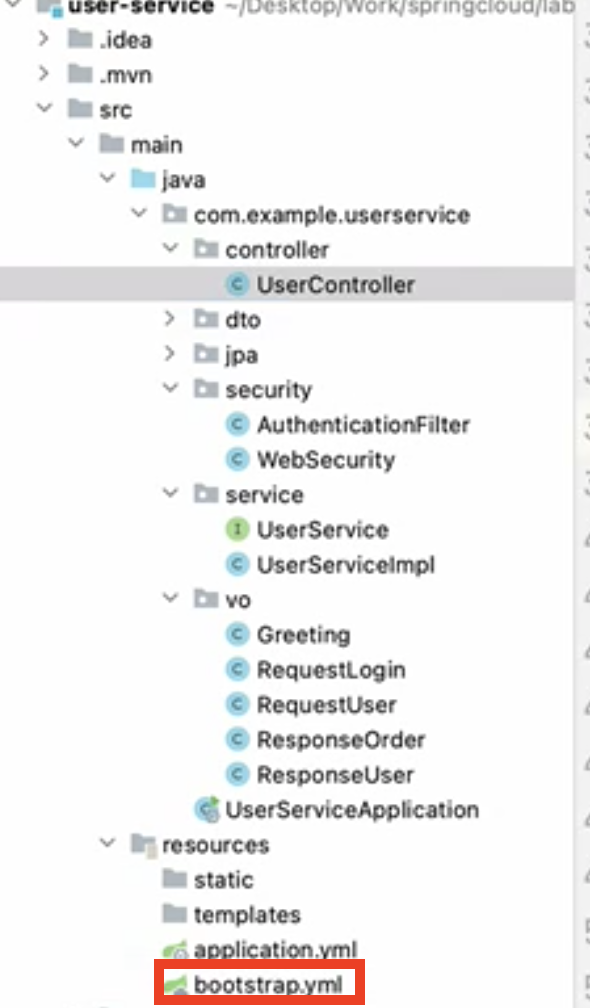 user-service ~/Desktop/Work/springcloud/lab
.idea
.mvn
src
main
java
com.example.userservice
controller
C UserController
dto
jpa
security
C AuthenticationFilter
C WebSecurity
service
I UserService
C UserServiceImpl
vo
C Greeting
C RequestLogin
C RequestUser
C ResponseOrder
C ResponseUser
UserServiceApplication
resources
static
templates
application.yml
bootstrap.yml